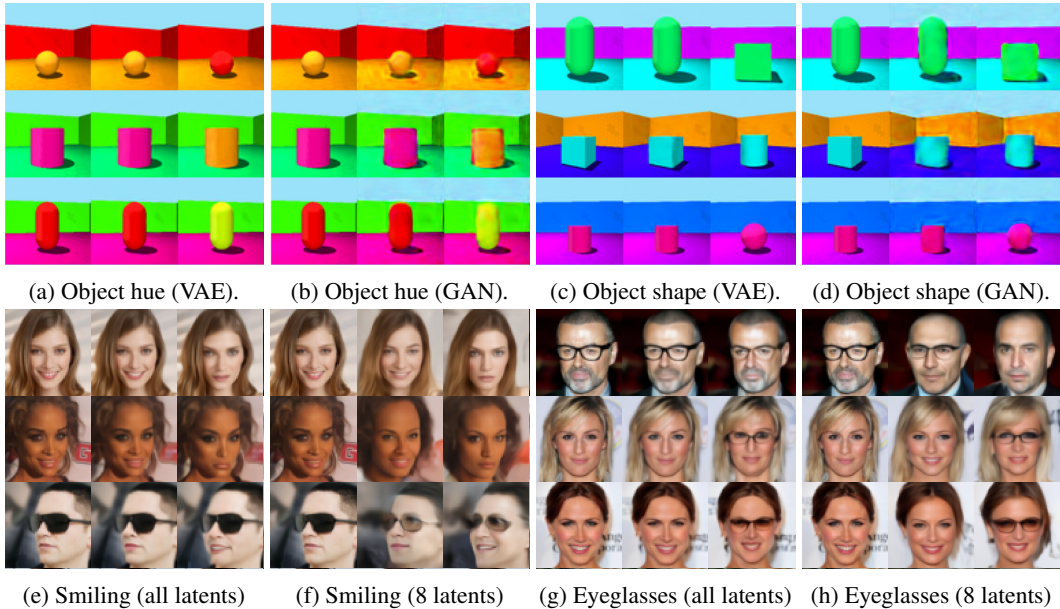 (a) Object hue (VAE).
(b) Object hue (GAN).
(c) Object shape (VAE).
(d) Object shape (GAN).
(e) Smiling (all latents)
(f) Smiling (8 latents)
(g) Eyeglasses (all latents)
(h) Eyeglasses (8 latents)